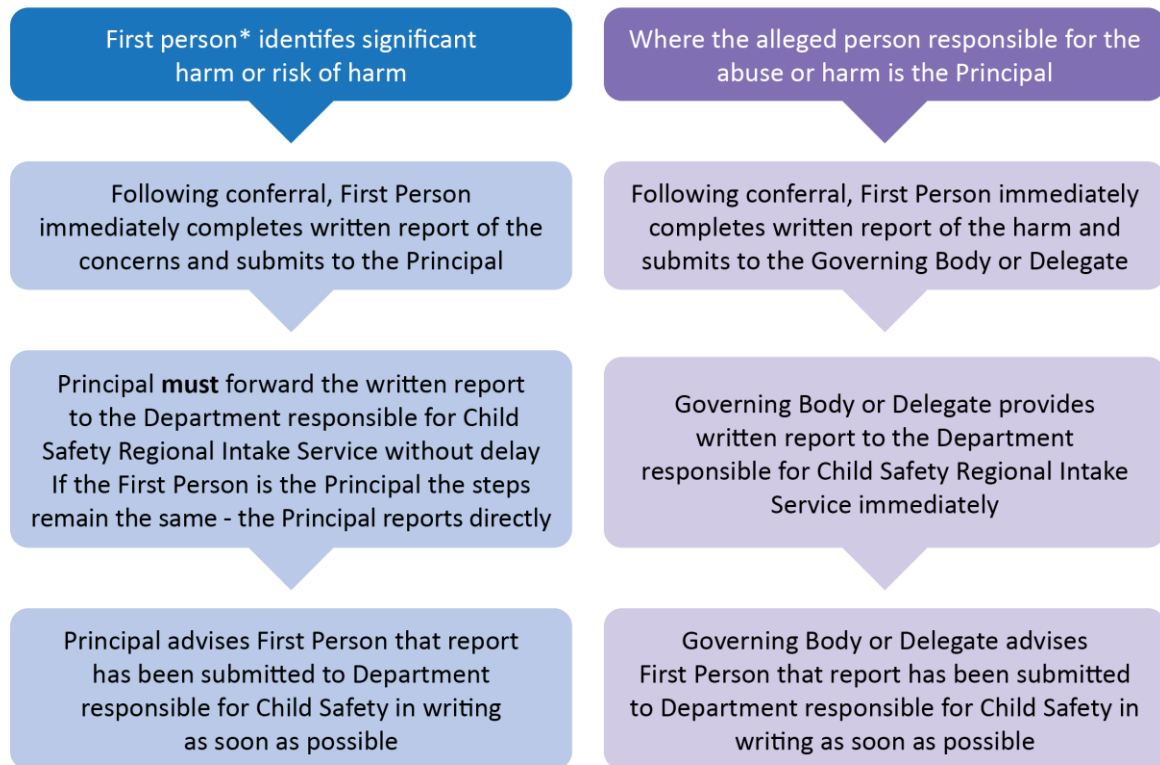 First person* identifes significant
harm or risk of harm
Following conferral, First Person
immediately completes written report of the
concerns and submits to the Principal
Principal must forward the written report
to the Department responsible for Child
Safety Regional Intake Service without delay
If the First Person is the Principal the steps
remain the same - the Principal reports directly
Principal advises First Person that report
has been submitted to Department
responsible for Child Safety in writing
as soon as possible
Where the alleged person responsible for the
abuse or harm is the Principal
Following conferral, First Person immediately
completes written report of the harm and
submits to the Governing Body or Delegate
Governing Body or Delegate provides
written report to the Department
responsible for Child Safety Regional Intake
Service immediately
Governing Body or Delegate advises
First Person that report has been submitted
to Department responsible for Child Safety in
writing as soon as possible